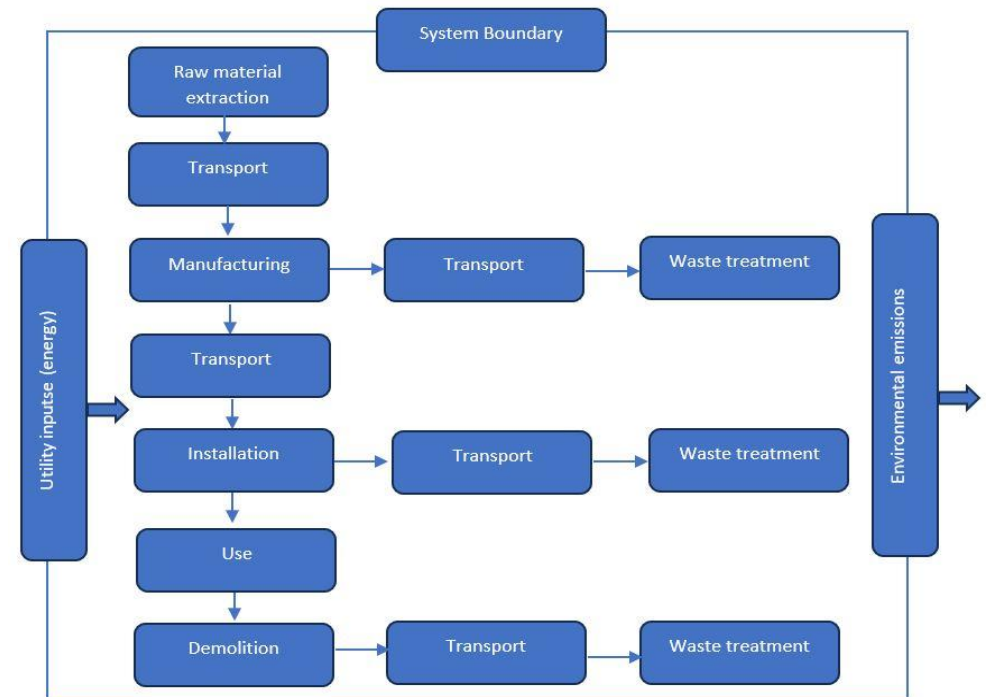 System Boundary
Raw material
extraction
Transport
Manufacturing
Transport
Waste treatment
Transport
Utility inputse (energy)
Environmental emissions
Installation
Transport
Waste treatment
Use
Demolition
Transport
Waste treatment